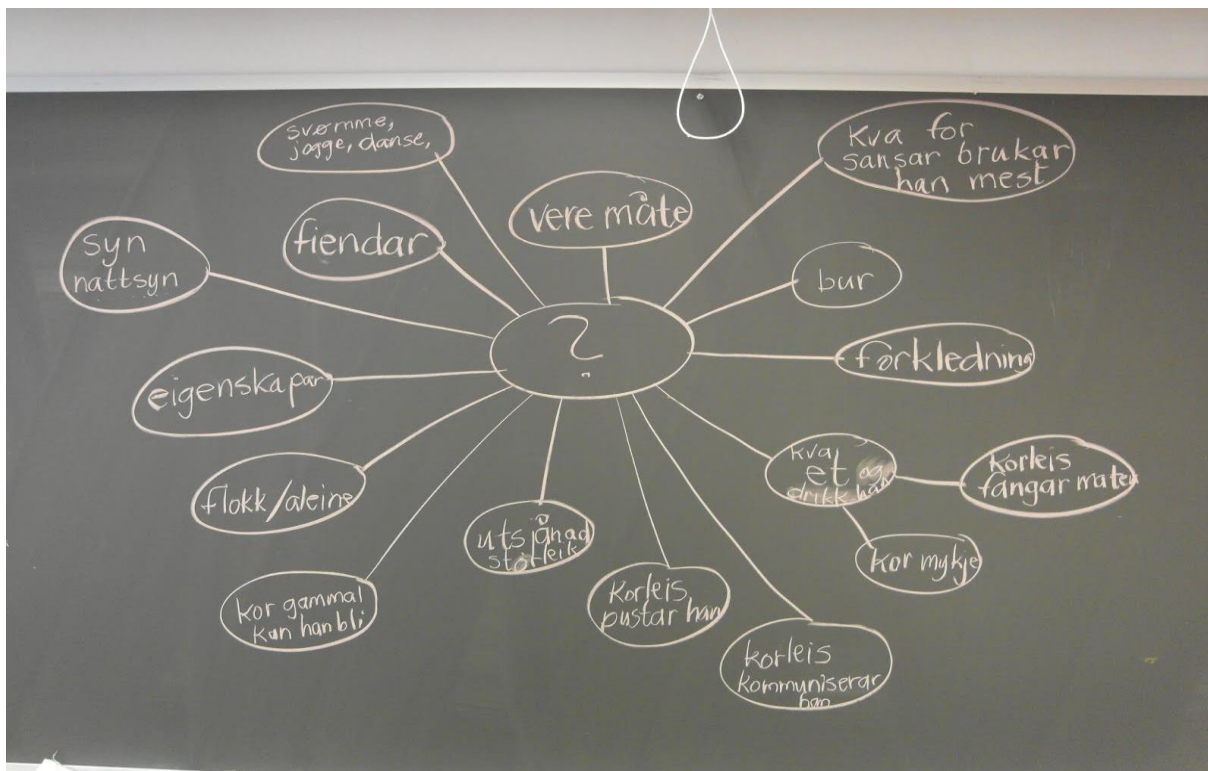 svømme,
jogge, danse,
vere måte
Kva for
sansar brukar
han mest
fiendar
syn
nattsyn
bur
?
forkledning
eigenskapar
kva
et og
drikk han
korleis
fangar maten
flokk/aleine
utsjånad
storleik
kor mykje
kor gammal
kan han bli
Korleis
pustar han
korleis
kommuniserar
han